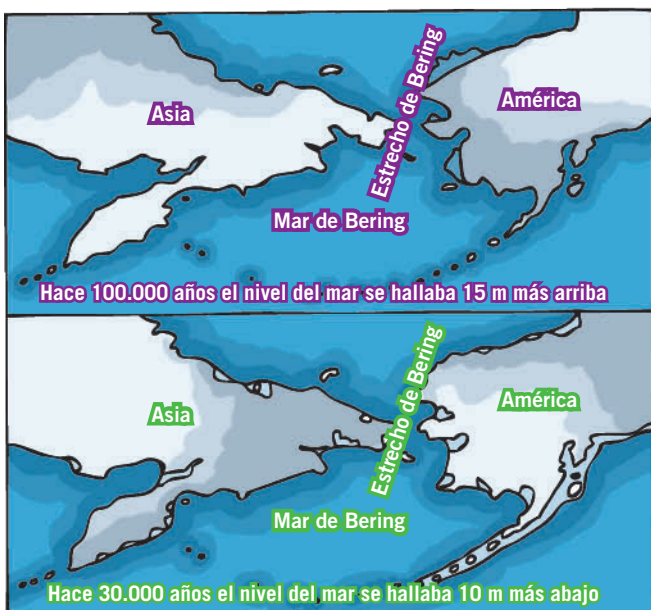 Asia
Estrecho de Bering
América
Mar de Bering
Hace 100.000 años el nivel del mar se hallaba 15 m más arriba
Asia
Estrecho de Bering
América
Mar de Bering
Hace 30.000 años el nivel del mar se hallaba 10 m más abajo